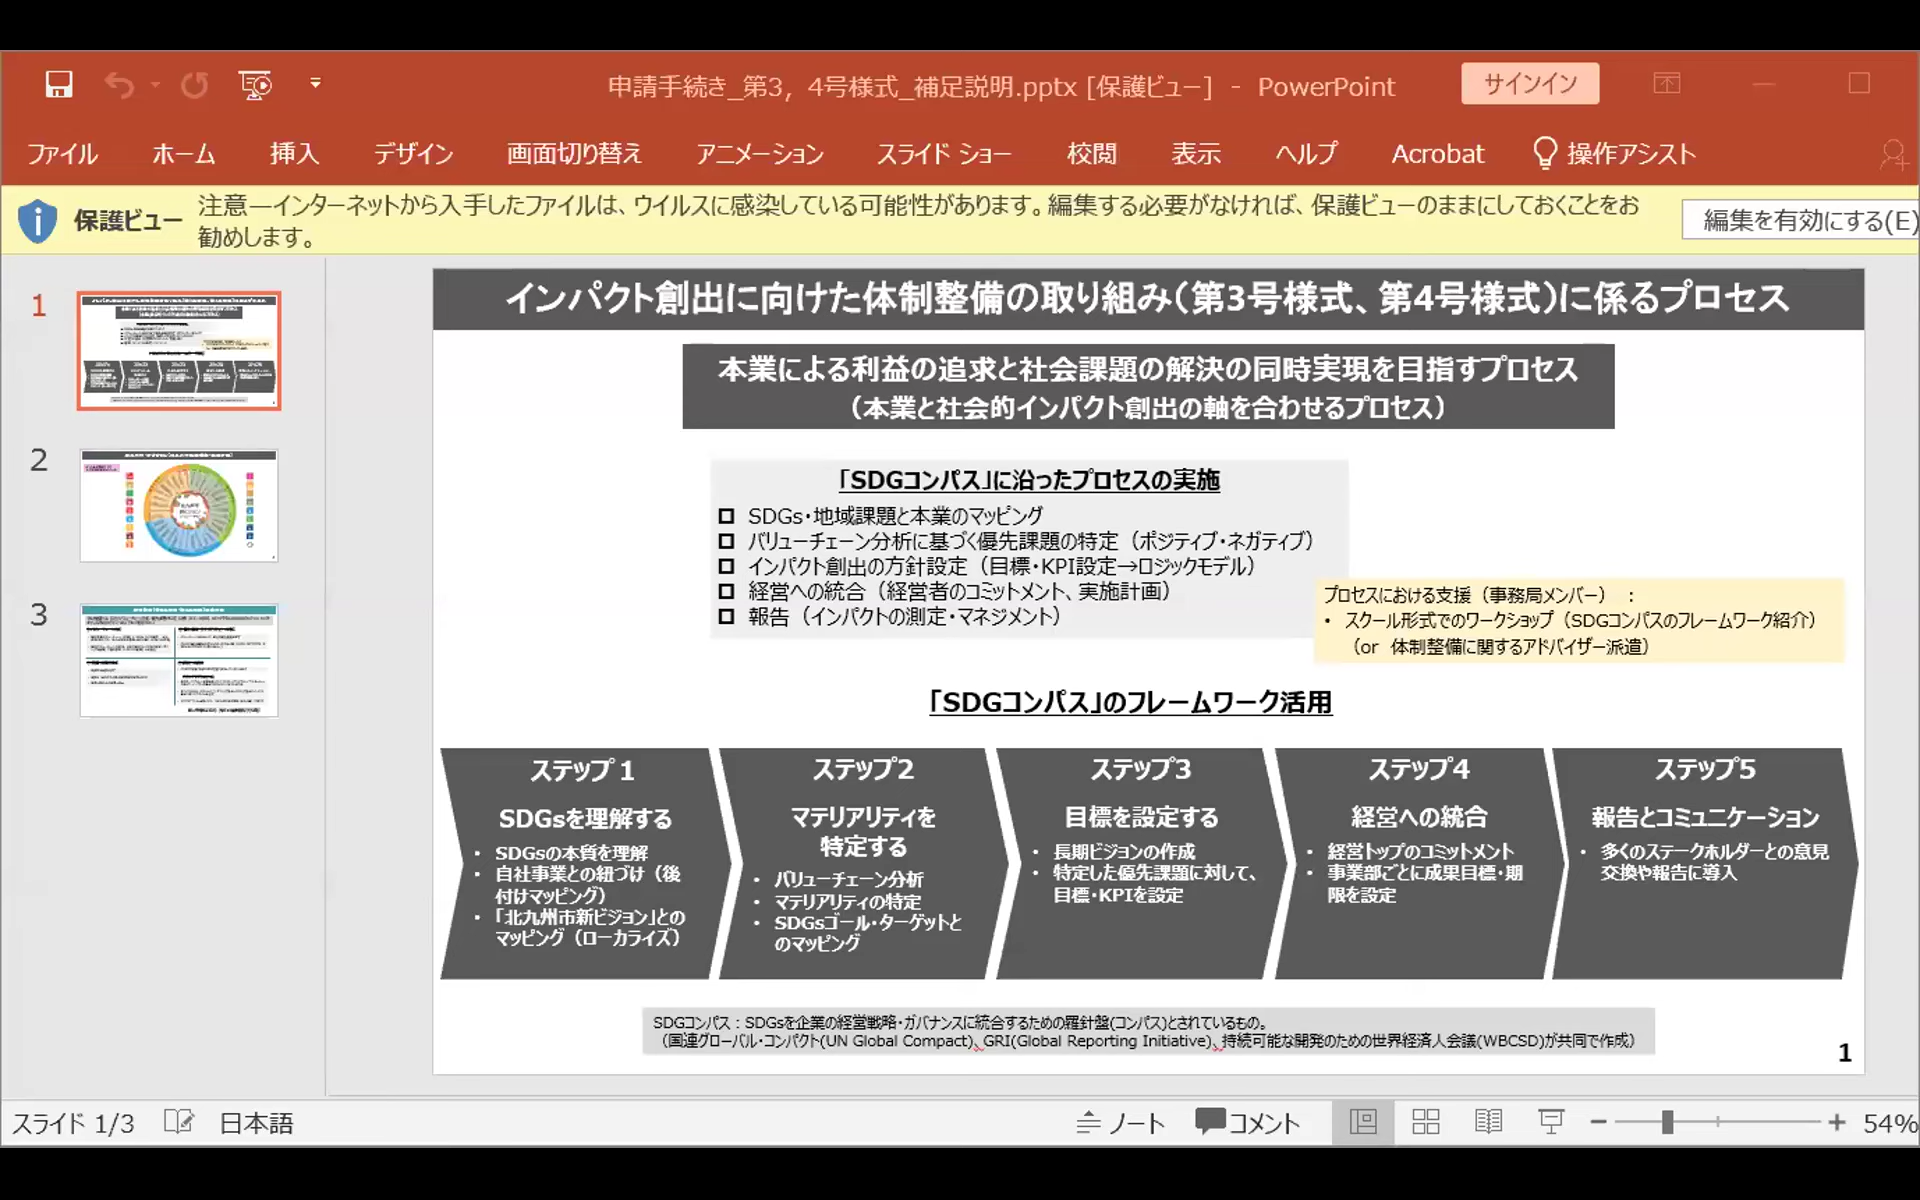 申請手続き_第3，4号様式_補足説明.pptx [保護ビュー] - PowerPoint
サインイン
ファイル ホーム 挿入 デザイン 画面切り替え アニメーション スライド ショー 校閲 表示 ヘルプ Acrobat 操作アシスト
保護ビュー
注意―インターネットから入手したファイルは、ウイルスに感染している可能性があります。編集する必要がなければ、保護ビューのままにしておくことをお
勧めします。
編集を有効にする(E)
1
2
3
インパクト創出に向けた体制整備の取り組み（第3号様式、第4号様式）に係るプロセス
本業による利益の追求と社会課題の解決の同時実現を目指すプロセス
（本業と社会的インパクト創出の軸を合わせるプロセス）
「SDGコンパス」に沿ったプロセスの実施
SDGs・地域課題と本業のマッピング
バリューチェーン分析に基づく優先課題の特定（ポジティブ・ネガティブ）
インパクト創出の方針設定（目標・KPI設定→ロジックモデル）
経営への統合（経営者のコミットメント、実施計画）
報告（インパクトの測定・マネジメント）
プロセスにおける支援（事務局メンバー）：
• スクール形式でのワークショップ（SDGコンパスのフレームワーク紹介）
（or 体制整備に関するアドバイザー派遣）
「SDGコンパス」のフレームワーク活用
ステップ１
SDGsを理解する
• SDGsの本質を理解
• 自社事業との紐づけ（後
付けマッピング）
• 「北九州市新ビジョン」との
マッピング（ローカライズ）
ステップ2
マテリアリティを
特定する
• バリューチェーン分析
• マテリアリティの特定
• SDGsゴール・ターゲットと
のマッピング
ステップ3
目標を設定する
• 長期ビジョンの作成
• 特定した優先課題に対して、
目標・KPIを設定
ステップ4
経営への統合
• 経営トップのコミットメント
• 事業部ごとに成果目標・期
限を設定
ステップ5
報告とコミュニケーション
• 多くのステークホルダーとの意見
交換や報告に導入
SDGコンパス：SDGsを企業の経営戦略・ガバナンスに統合するための羅針盤(コンパス)とされているもの。
（国連グローバル・コンパクト(UN Global Compact)、GRI(Global Reporting Initiative)、持続可能な開発のための世界経済人会議(WBCSD)が共同で作成）
1
スライド 1/3 日本語 ノート コメント 54%